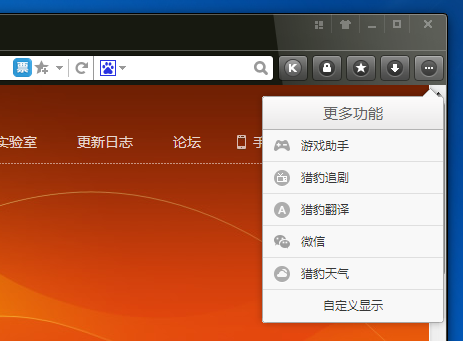 票
K
实验室 更新日志 论坛 手
更多功能
游戏助手
猎豹追剧
A 猎豹翻译
微信
猎豹天气
自定义显示